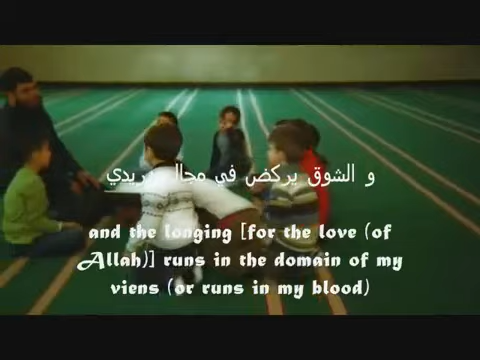 و الشوق يركض في مجال وريدي
and the longing [for the love (of
Allah)] runs in the domain of my
viens (or runs in my blood)